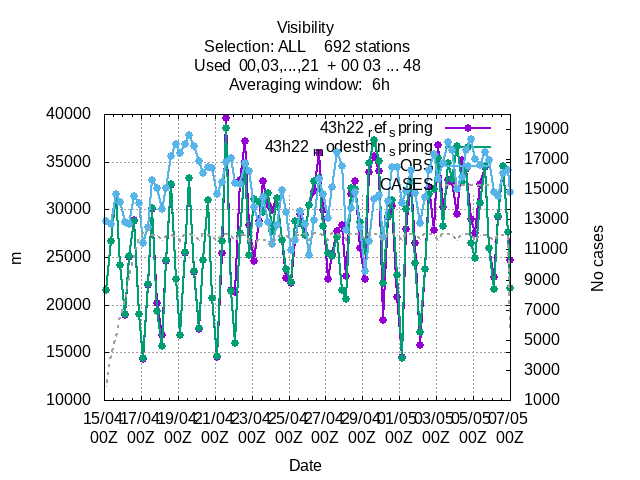 Visibility
Selection: ALL 692 stations
Used 00,03,...,21 + 00 03 ... 48
Averaging window: 6h
43h22_ref_spring
43h22_modesthin_spring
OBS
CASES
40000
35000
30000
25000
20000
15000
10000
m
19000
17000
15000
13000
11000
9000
7000
5000
3000
1000
No cases
15/04 17/04 19/04 21/04 23/04 25/04 27/04 29/04 01/05 03/05 05/05 07/05
00Z 00Z 00Z 00Z 00Z 00Z 00Z 00Z 00Z 00Z 00Z 00Z
Date